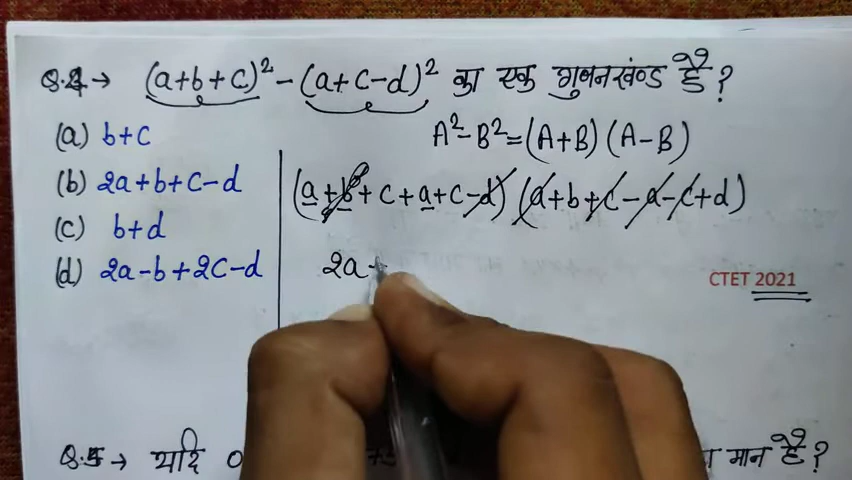 Q.4→ (a+b+c)² - (a+c-d)² का एक गुणनखंड है ?
(a) b+c
A²-B²=(A+B)(A-B)
(b) 2a+b+c-d
(a+b+c+a+c-d)(a+b+c-a-c+d)
(c) b+d
(d) 2a-b+2c-d
2a+
CTET 2021
Q.5→ यदि
मान है ?